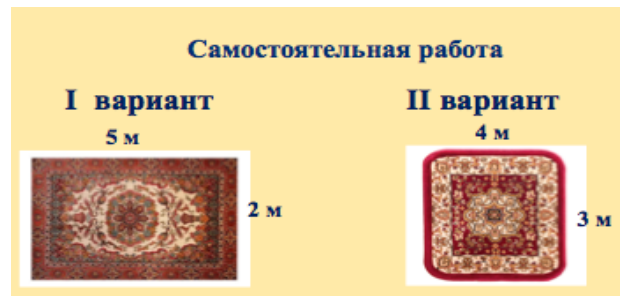 Самостоятельная работа
I вариант
II вариант
5 м
4 м
2 м
3 м